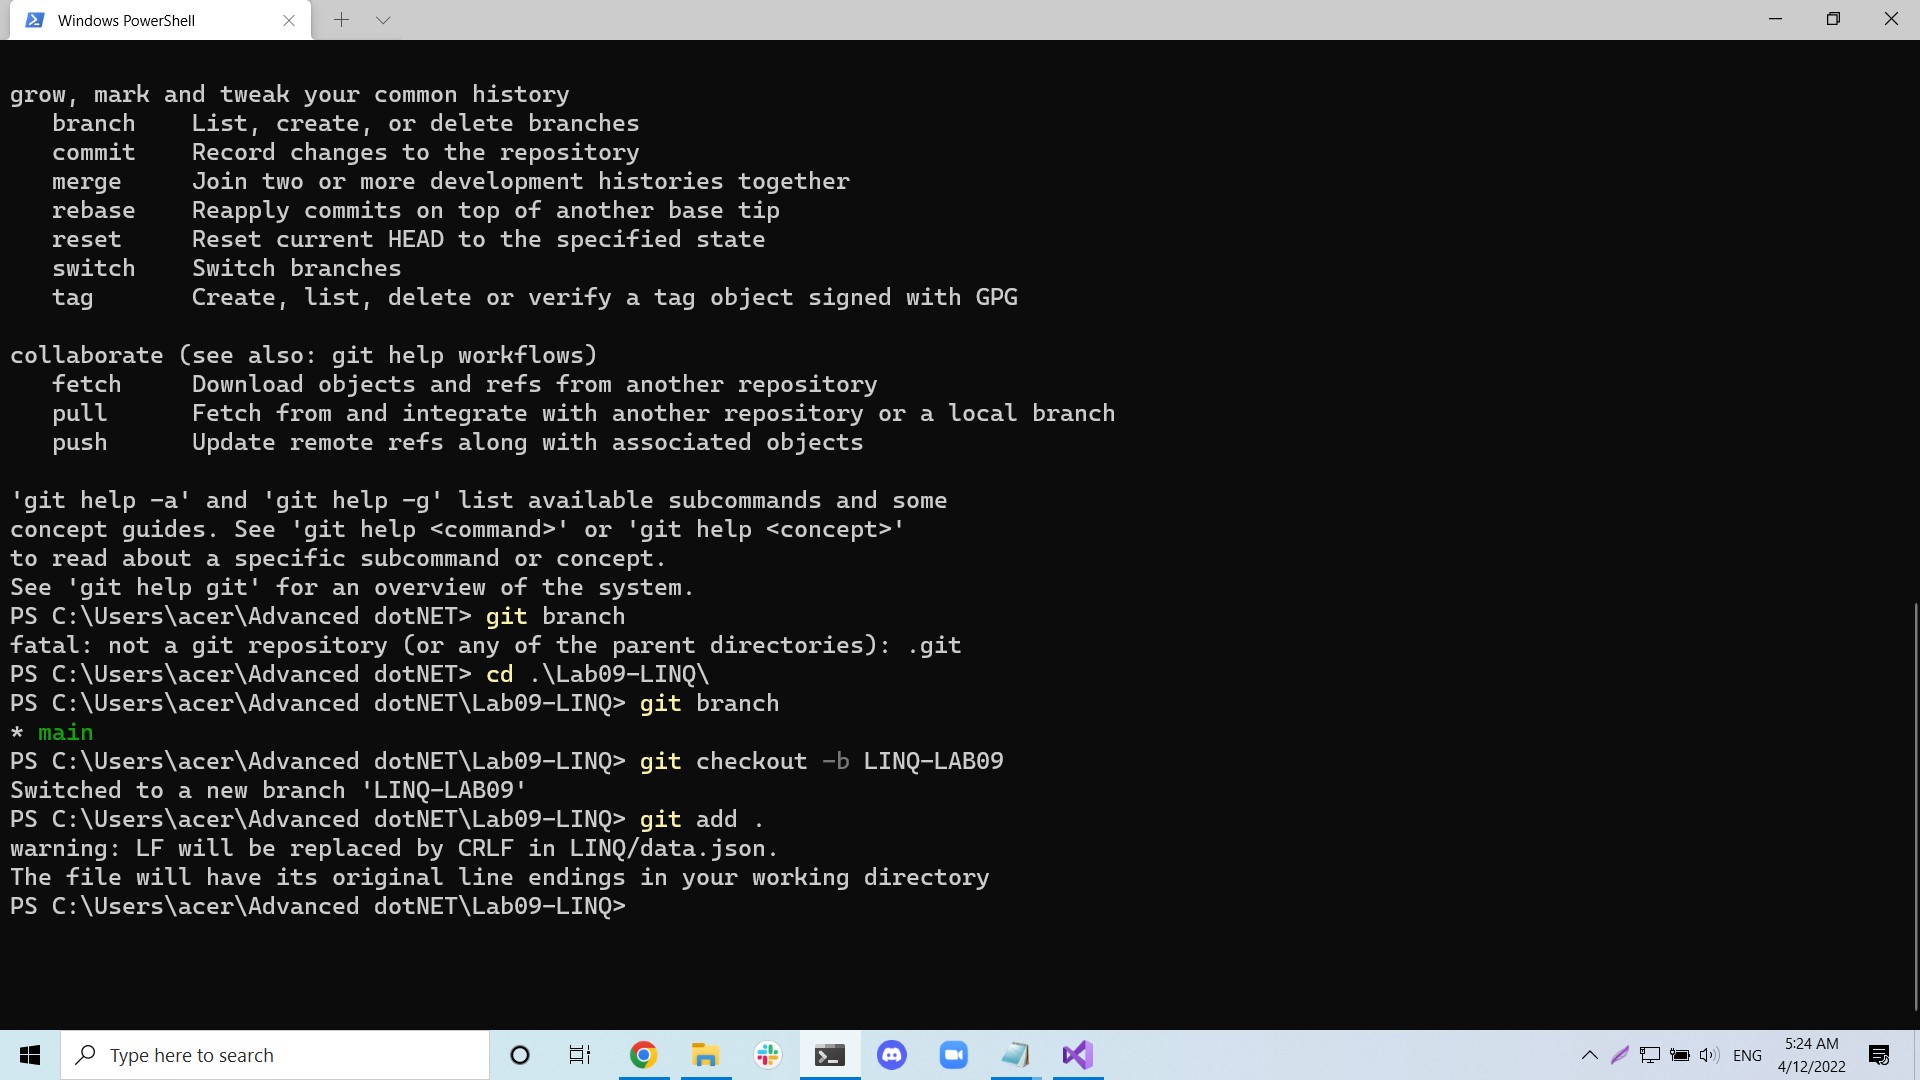 Windows PowerShell
grow, mark and tweak your common history
branch    List, create, or delete branches
commit    Record changes to the repository
merge     Join two or more development histories together
rebase    Reapply commits on top of another base tip
reset     Reset current HEAD to the specified state
switch    Switch branches
tag       Create, list, delete or verify a tag object signed with GPG
collaborate (see also: git help workflows)
fetch     Download objects and refs from another repository
pull      Fetch from and integrate with another repository or a local branch
push      Update remote refs along with associated objects
'git help -a' and 'git help -g' list available subcommands and some
concept guides. See 'git help <command>' or 'git help <concept>'
to read about a specific subcommand or concept.
See 'git help git' for an overview of the system.
PS C:\Users\acer\Advanced dotNET> git branch
fatal: not a git repository (or any of the parent directories): .git
PS C:\Users\acer\Advanced dotNET> cd .\Lab09-LINQ\
PS C:\Users\acer\Advanced dotNET\Lab09-LINQ> git branch
* main
PS C:\Users\acer\Advanced dotNET\Lab09-LINQ> git checkout -b LINQ-LAB09
Switched to a new branch 'LINQ-LAB09'
PS C:\Users\acer\Advanced dotNET\Lab09-LINQ> git add .
warning: LF will be replaced by CRLF in LINQ/data.json.
The file will have its original line endings in your working directory
PS C:\Users\acer\Advanced dotNET\Lab09-LINQ>
Type here to search
ENG
5:24 AM
4/12/2022